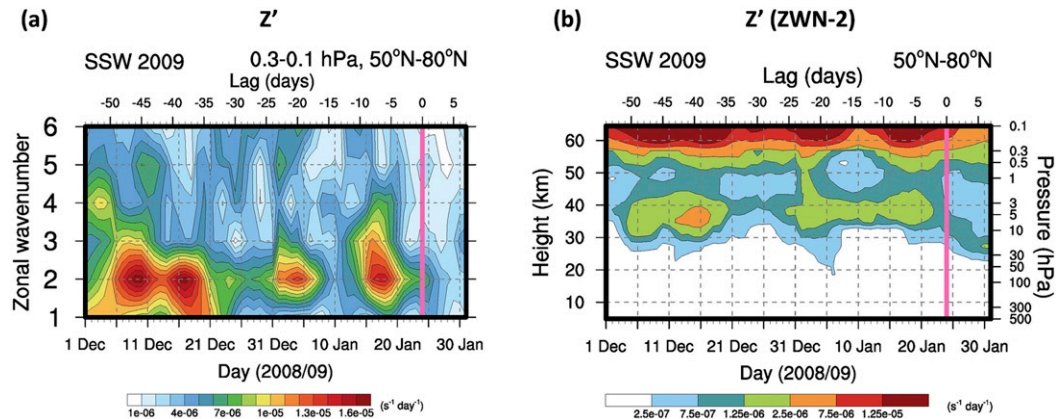 (a) Z’
SSW 2009 0.3-0.1 hPa, 50°N-80°N
Lag (days)
-50 -45 -40 -35 -30 -25 -20 -15 -10 -5 0 5
Zonal wavenumber
6
5
4
3
2
1
1 Dec 11 Dec 21 Dec 31 Dec 10 Jan 20 Jan 30 Jan
Day (2008/09)
1e-06 4e-06 7e-06 1e-05 1.3e-05 1.6e-05 (s⁻¹ day⁻¹)
(b) Z’ (ZWN-2)
SSW 2009 Lag (days) 50°N-80°N
-50 -45 -40 -35 -30 -25 -20 -15 -10 -5 0 5
Height (km)
60
50
40
30
20
10
Pressure (hPa)
0.1
0.3
0.5
1
3
5
10
30
50
100
300
500
1 Dec 11 Dec 21 Dec 31 Dec 10 Jan 20 Jan 30 Jan
Day (2008/09)
2.5e-07 7.5e-07 1.25e-06 2.5e-06 7.5e-06 1.25e-05 (s⁻¹ day⁻¹)